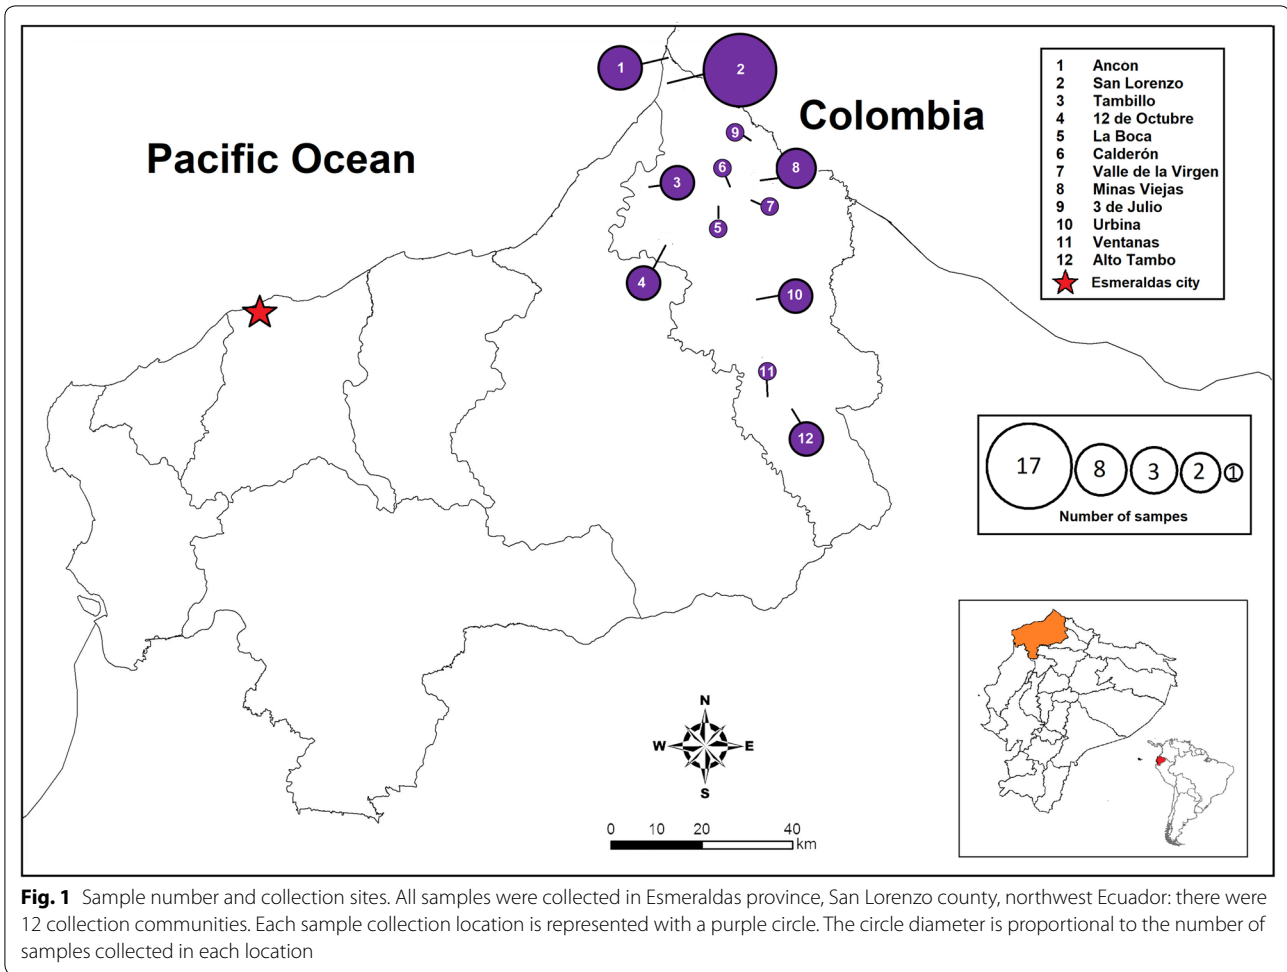 1
2
Colombia
Pacific Ocean
9
6
8
3
7
5
4
10
11
12
1 Ancon
2 San Lorenzo
3 Tambillo
4 12 de Octubre
5 La Boca
6 Calderón
7 Valle de la Virgen
8 Minas Viejas
9 3 de Julio
10 Urbina
11 Ventanas
12 Alto Tambo
Esmeraldas city
17 8 3 2 1
Number of sampes
N
W E
S
0 10 20 40
km
Fig. 1 Sample number and collection sites. All samples were collected in Esmeraldas province, San Lorenzo county, northwest Ecuador: there were
12 collection communities. Each sample collection location is represented with a purple circle. The circle diameter is proportional to the number of
samples collected in each location